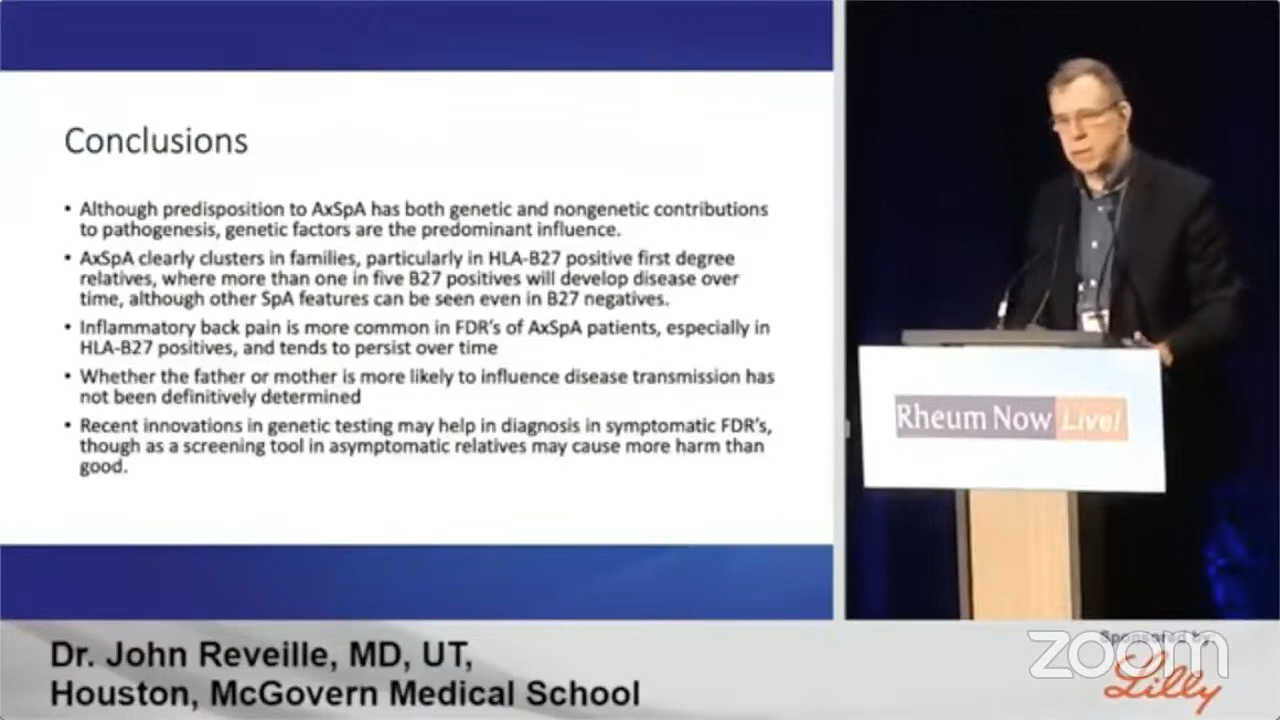 Conclusions
• Although predisposition to AxSpA has both genetic and nongenetic contributions
to pathogenesis, genetic factors are the predominant influence.
• AxSpA clearly clusters in families, particularly in HLA-B27 positive first degree
relatives, where more than one in five B27 positives will develop disease over
time, although other SpA features can be seen even in B27 negatives.
• Inflammatory back pain is more common in FDR's of AxSpA patients, especially in
HLA-B27 positives, and tends to persist over time
• Whether the father or mother is more likely to influence disease transmission has
not been definitively determined
• Recent innovations in genetic testing may help in diagnosis in symptomatic FDR's,
though as a screening tool in asymptomatic relatives may cause more harm than
good.
Rheum Now Live!
Dr. John Reveille, MD, UT,
Houston, McGovern Medical School
Sponsored by
zoom
Lilly